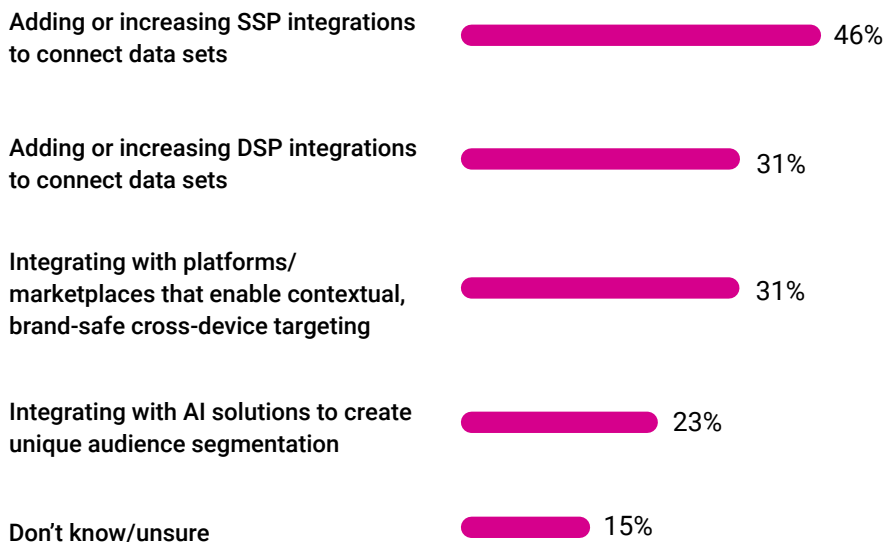 Adding or increasing SSP integrations
to connect data sets
46%
Adding or increasing DSP integrations
to connect data sets
31%
Integrating with platforms/
marketplaces that enable contextual,
brand-safe cross-device targeting
31%
Integrating with AI solutions to create
unique audience segmentation
23%
Don’t know/unsure
15%